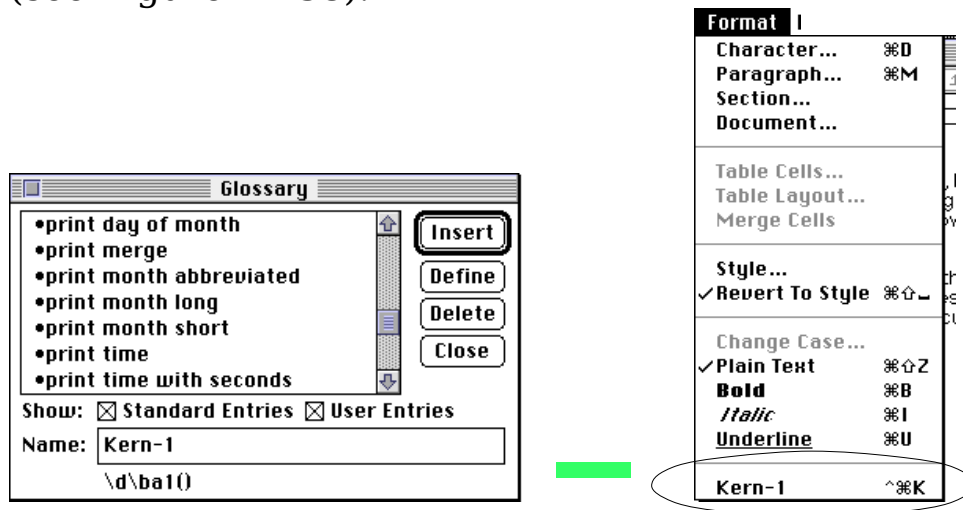 Glossary
•print day of month
•print merge
•print month abbreviated
•print month long
•print month short
•print time
•print time with seconds
Insert
Define
Delete
Close
Show: Standard Entries User Entries
Name: Kern-1
\d\ba1()
Format
Character... ⌘D
Paragraph... ⌘M
Section...
Document...
Table Cells...
Table Layout...
Merge Cells
Style...
✓Revert To Style ⌘⇧␣
Change Case...
✓Plain Text ⌘⇧Z
Bold ⌘B
Italic ⌘I
Underline ⌘U
Kern-1 ^⌘K